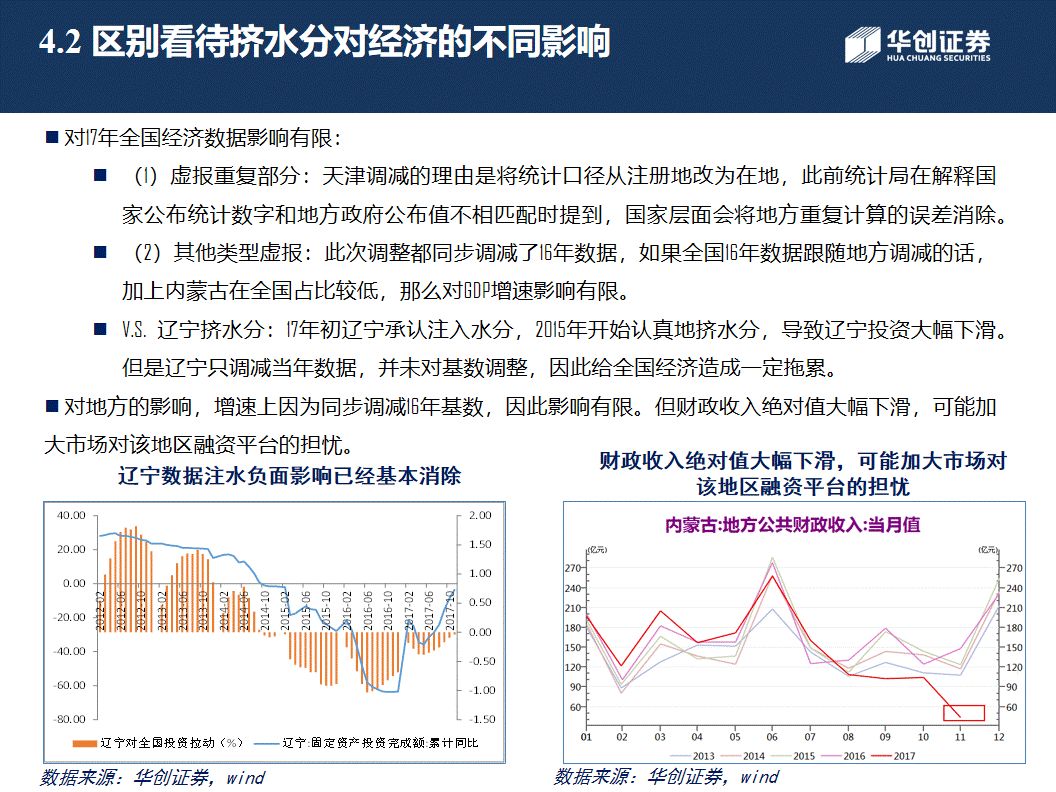 4.2 区别看待挤水分对经济的不同影响
华创证券
HUA CHUANG SECURITIES
对17年全国经济数据影响有限：
（1）虚报重复部分：天津调减的理由是将统计口径从注册地改为在地，此前统计局在解释国
家公布统计数字和地方政府公布值不相匹配时提到，国家层面会将地方重复计算的误差消除。
（2）其他类型虚报：此次调整都同步调减了16年数据，如果全国16年数据跟随地方调减的话，
加上内蒙古在全国占比较低，那么对GDP增速影响有限。
V.S. 辽宁挤水分：17年初辽宁承认注入水分，2015年开始认真地挤水分，导致辽宁投资大幅下滑。
但是辽宁只调减当年数据，并未对基数调整，因此给全国经济造成一定拖累。
对地方的影响，增速上因为同步调减16年基数，因此影响有限。但财政收入绝对值大幅下滑，可能加
大市场对该地区融资平台的担忧。
辽宁数据注水负面影响已经基本消除
40.00
20.00
0.00
-20.00
-40.00
-60.00
-80.00
2.00
1.50
1.00
0.50
0.00
-0.50
-1.00
-1.50
2012-02
2012-06
2012-10
2013-02
2013-06
2013-10
2014-02
2014-06
2014-10
2015-02
2015-06
2015-10
2016-02
2016-06
2016-10
2017-02
2017-06
2017-10
辽宁对全国投资拉动（%）
辽宁:固定资产投资完成额:累计同比
数据来源：华创证券，wind
财政收入绝对值大幅下滑，可能加大市场对
该地区融资平台的担忧
内蒙古:地方公共财政收入:当月值
(亿元)
(亿元)
270
240
210
180
150
120
90
60
270
240
210
180
150
120
90
60
01 02 03 04 05 06 07 08 09 10 11 12
2013 2014 2015 2016 2017
数据来源：华创证券，wind